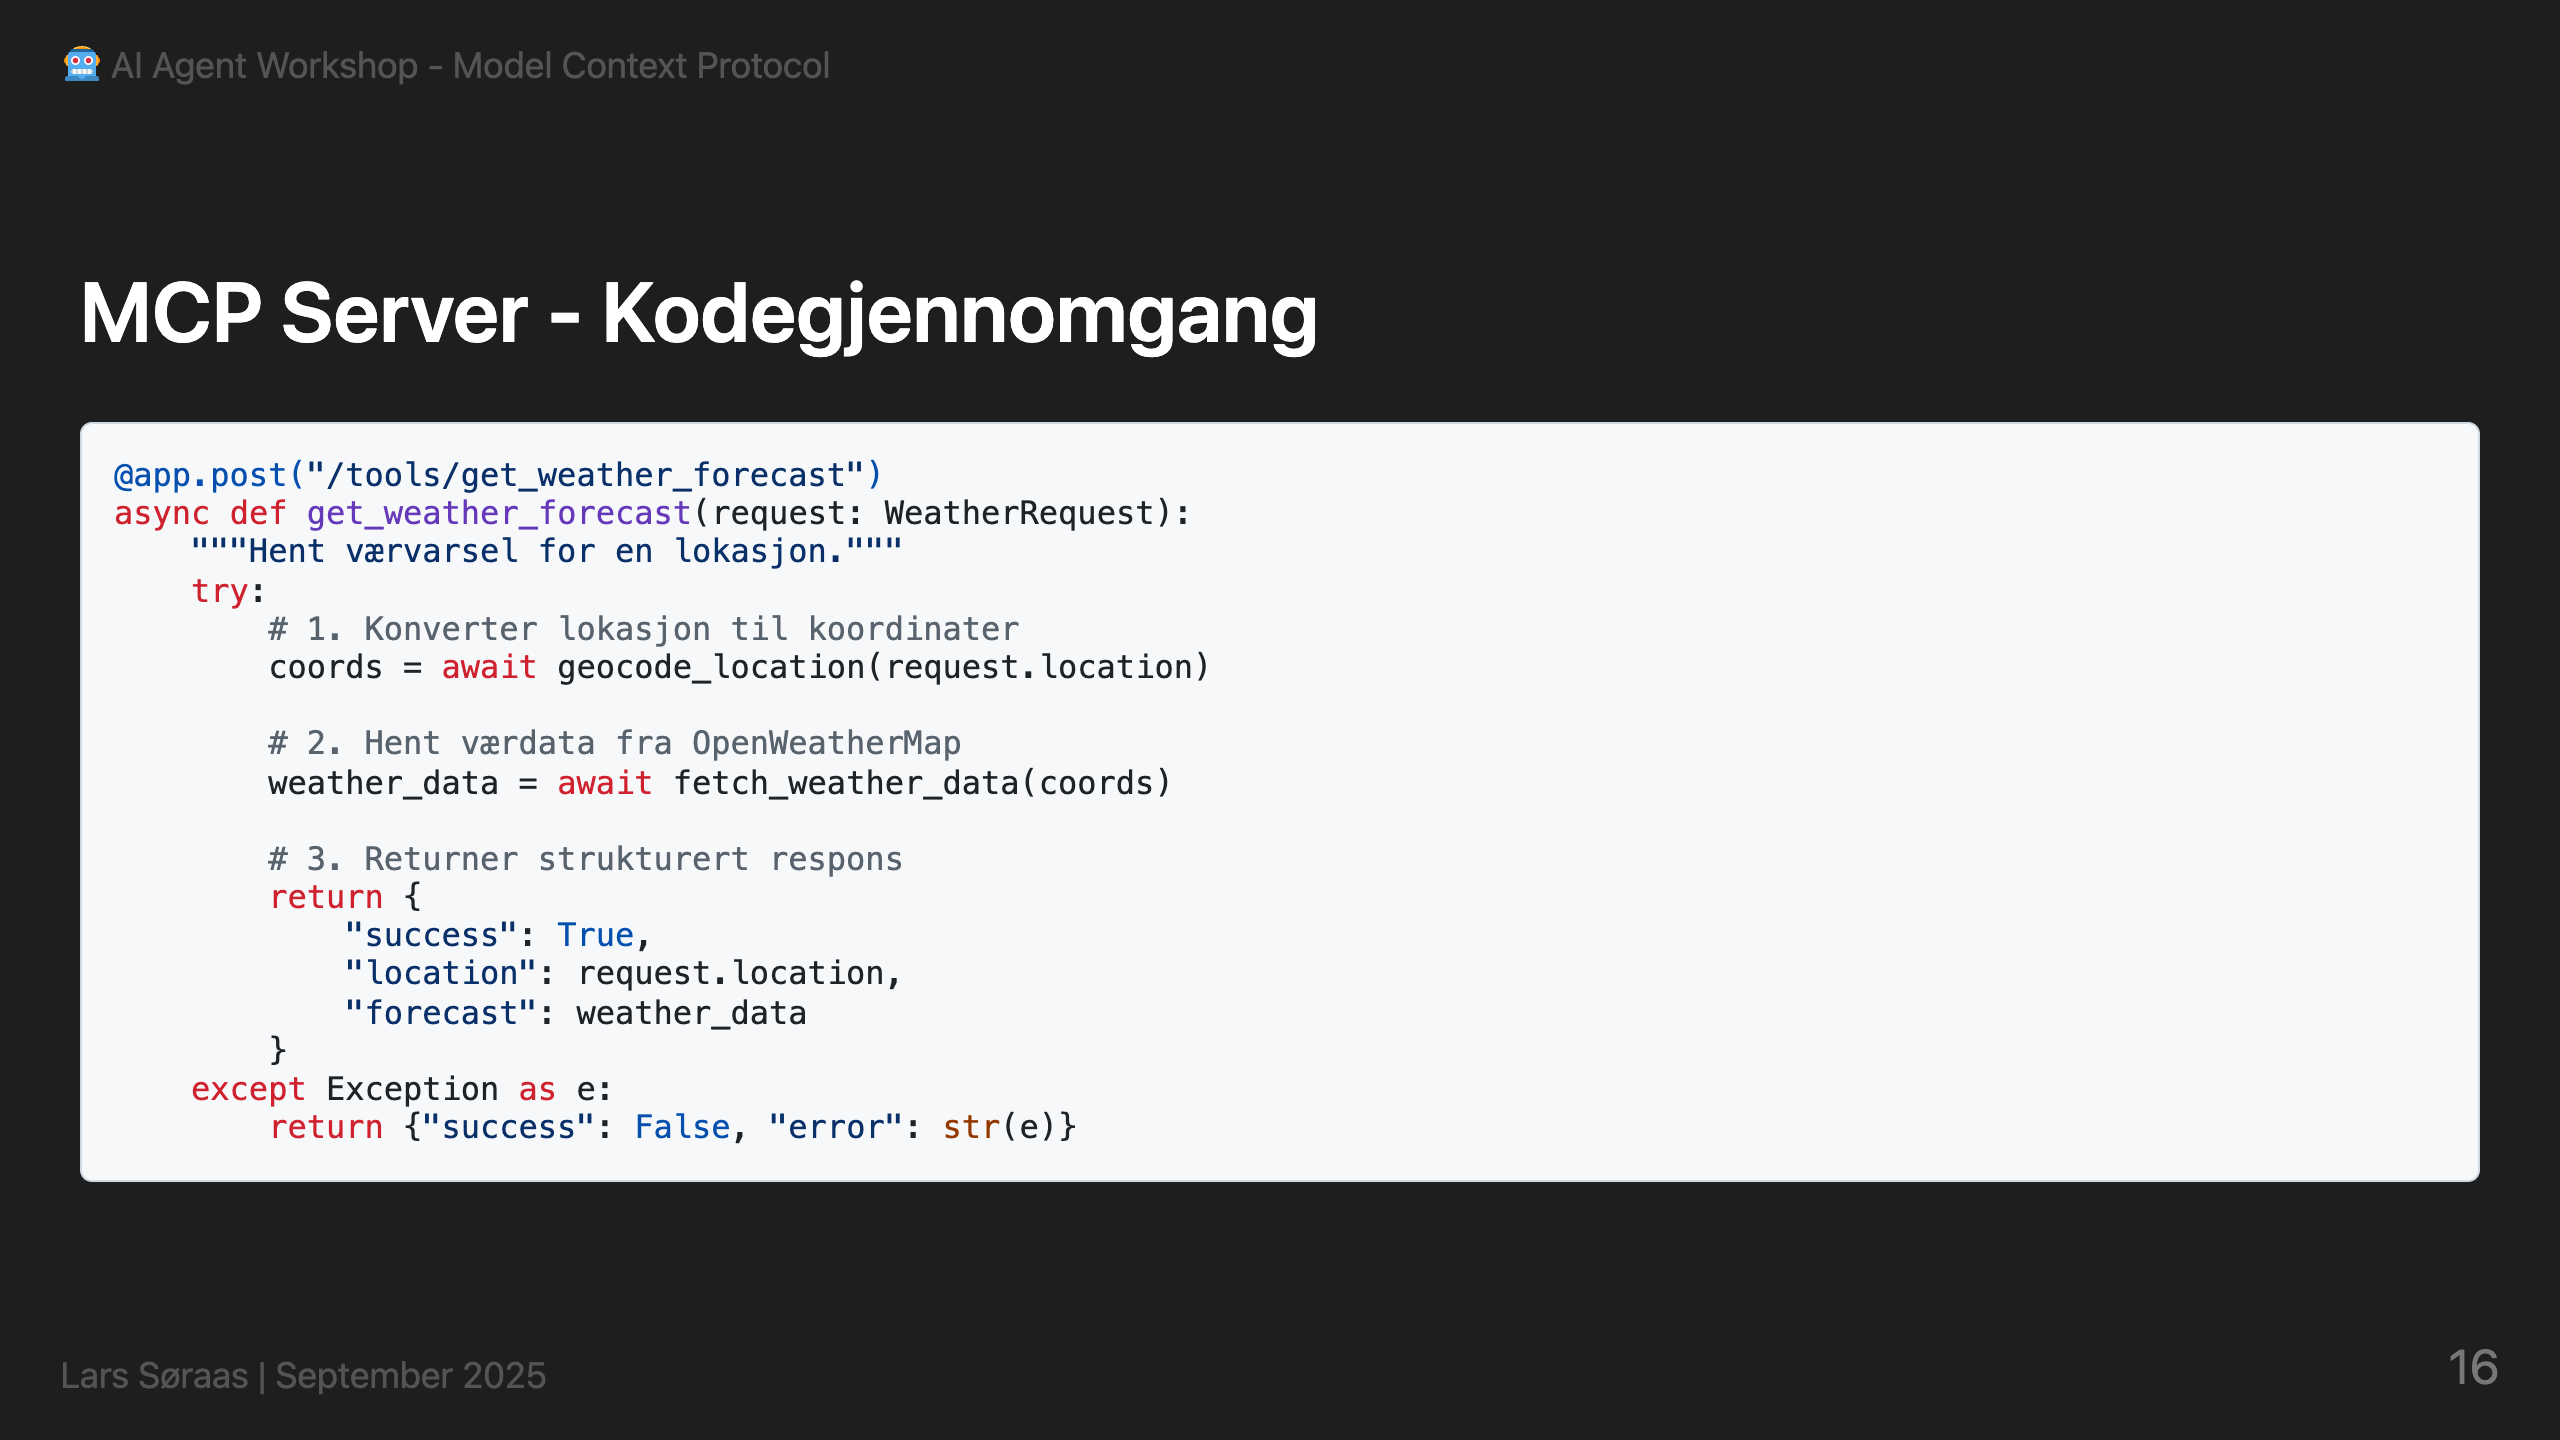 🤖 AI Agent Workshop - Model Context Protocol
MCP Server - Kodegjennomgang
@app.post("/tools/get_weather_forecast")
async def get_weather_forecast(request: WeatherRequest):
    """Hent værvarsel for en lokasjon."""
    try:
        # 1. Konverter lokasjon til koordinater
        coords = await geocode_location(request.location)

        # 2. Hent værdata fra OpenWeatherMap
        weather_data = await fetch_weather_data(coords)

        # 3. Returner strukturert respons
        return {
            "success": True,
            "location": request.location,
            "forecast": weather_data
        }
    except Exception as e:
        return {"success": False, "error": str(e)}
Lars Søraas | September 2025
16